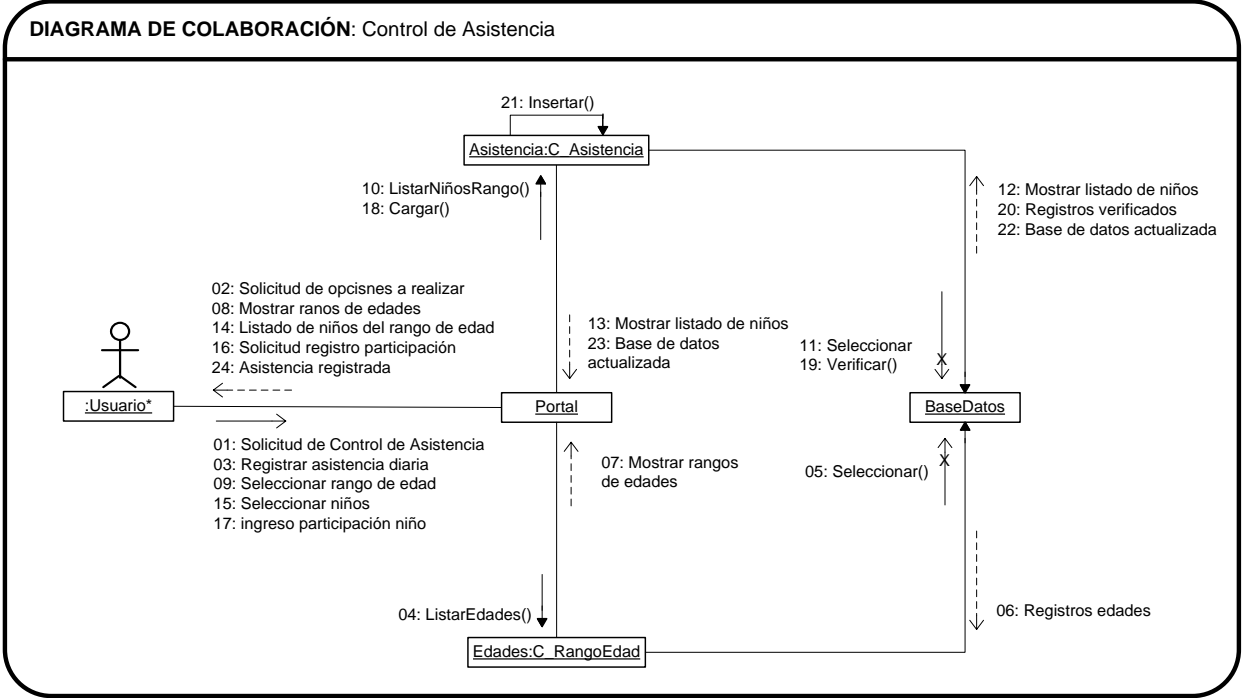 DIAGRAMA DE COLABORACIÓN: Control de Asistencia
21: Insertar()
Asistencia:C_Asistencia
10: ListarNiñosRango()
18: Cargar()
12: Mostrar listado de niños
20: Registros verificados
22: Base de datos actualizada
02: Solicitud de opcisnes a realizar
08: Mostrar ranos de edades
14: Listado de niños del rango de edad
16: Solicitud registro participación
24: Asistencia registrada
13: Mostrar listado de niños
23: Base de datos
actualizada
11: Seleccionar
19: Verificar()
X
:Usuario*
Portal
BaseDatos
01: Solicitud de Control de Asistencia
03: Registrar asistencia diaria
09: Seleccionar rango de edad
15: Seleccionar niños
17: ingreso participación niño
07: Mostrar rangos
de edades
05: Seleccionar()
X
04: ListarEdades()
06: Registros edades
Edades:C_RangoEdad